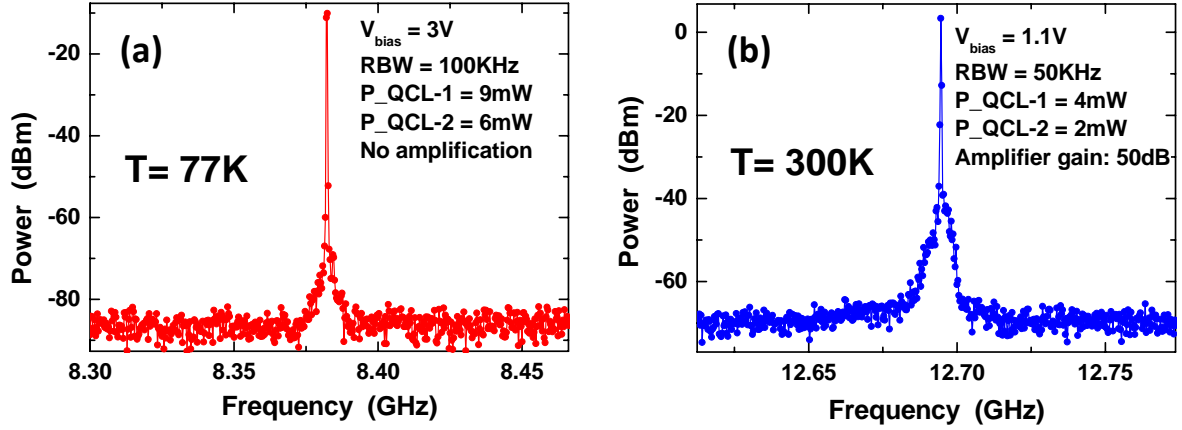 (a)
V_bias = 3V
RBW = 100KHz
P_QCL-1 = 9mW
P_QCL-2 = 6mW
No amplification
T= 77K
-20
-40
-60
-80
Power (dBm)
8.30
8.35
8.40
8.45
Frequency (GHz)
(b)
V_bias = 1.1V
RBW = 50KHz
P_QCL-1 = 4mW
P_QCL-2 = 2mW
Amplifier gain: 50dB
T= 300K
0
-20
-40
-60
Power (dBm)
12.65
12.70
12.75
Frequency (GHz)